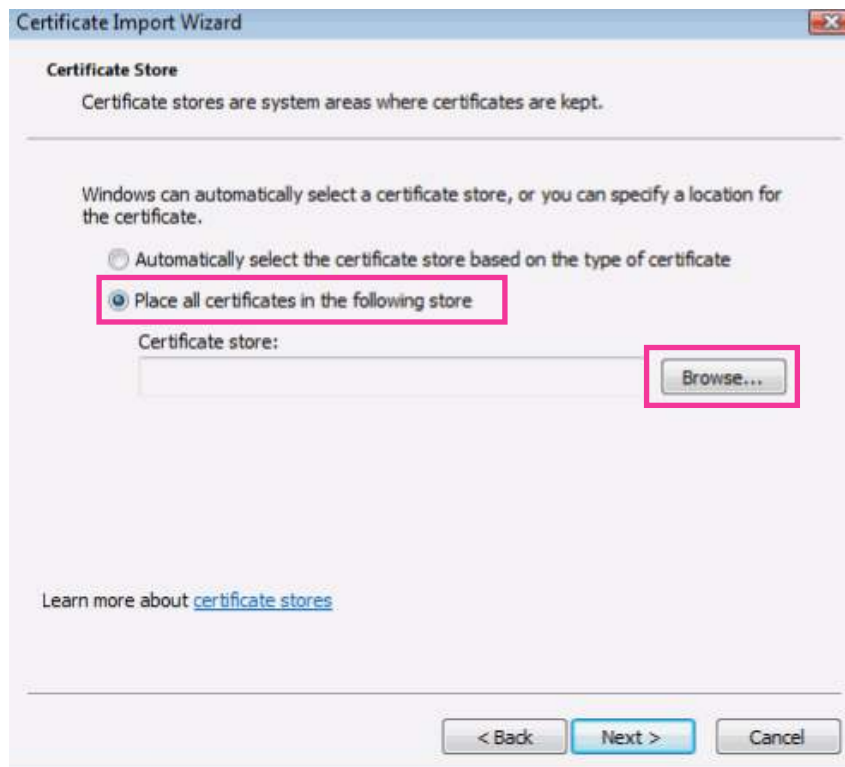 Certificate Import Wizard
Certificate Store
Certificate stores are system areas where certificates are kept.
Windows can automatically select a certificate store, or you can specify a location for
the certificate.
Automatically select the certificate store based on the type of certificate
Place all certificates in the following store
Certificate store:
Browse...
Learn more about certificate stores
< Back Next > Cancel